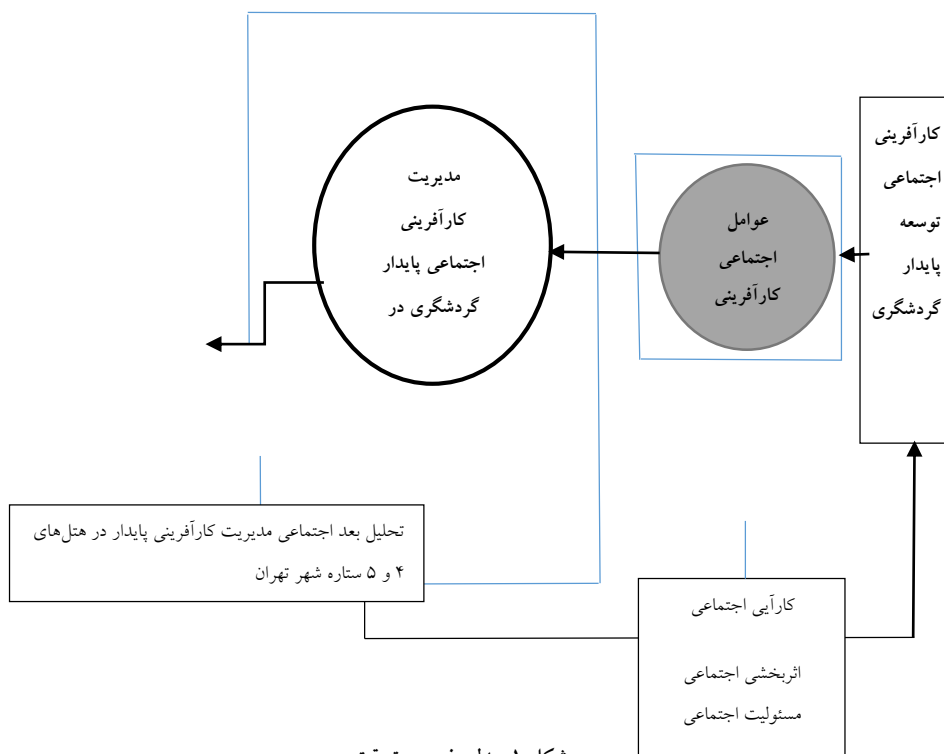 کارآفرینی
اجتماعی
توسعه
پایدار
گردشگری
عوامل
اجتماعی
کارآفرینی
مدیریت
کارآفرینی
اجتماعی پایدار
گردشگری در
تحلیل بعد اجتماعی مدیریت کارآفرینی پایدار در هتل‌های
۴ و ۵ ستاره شهر تهران
کارآیی اجتماعی
اثربخشی اجتماعی
مسئولیت اجتماعی